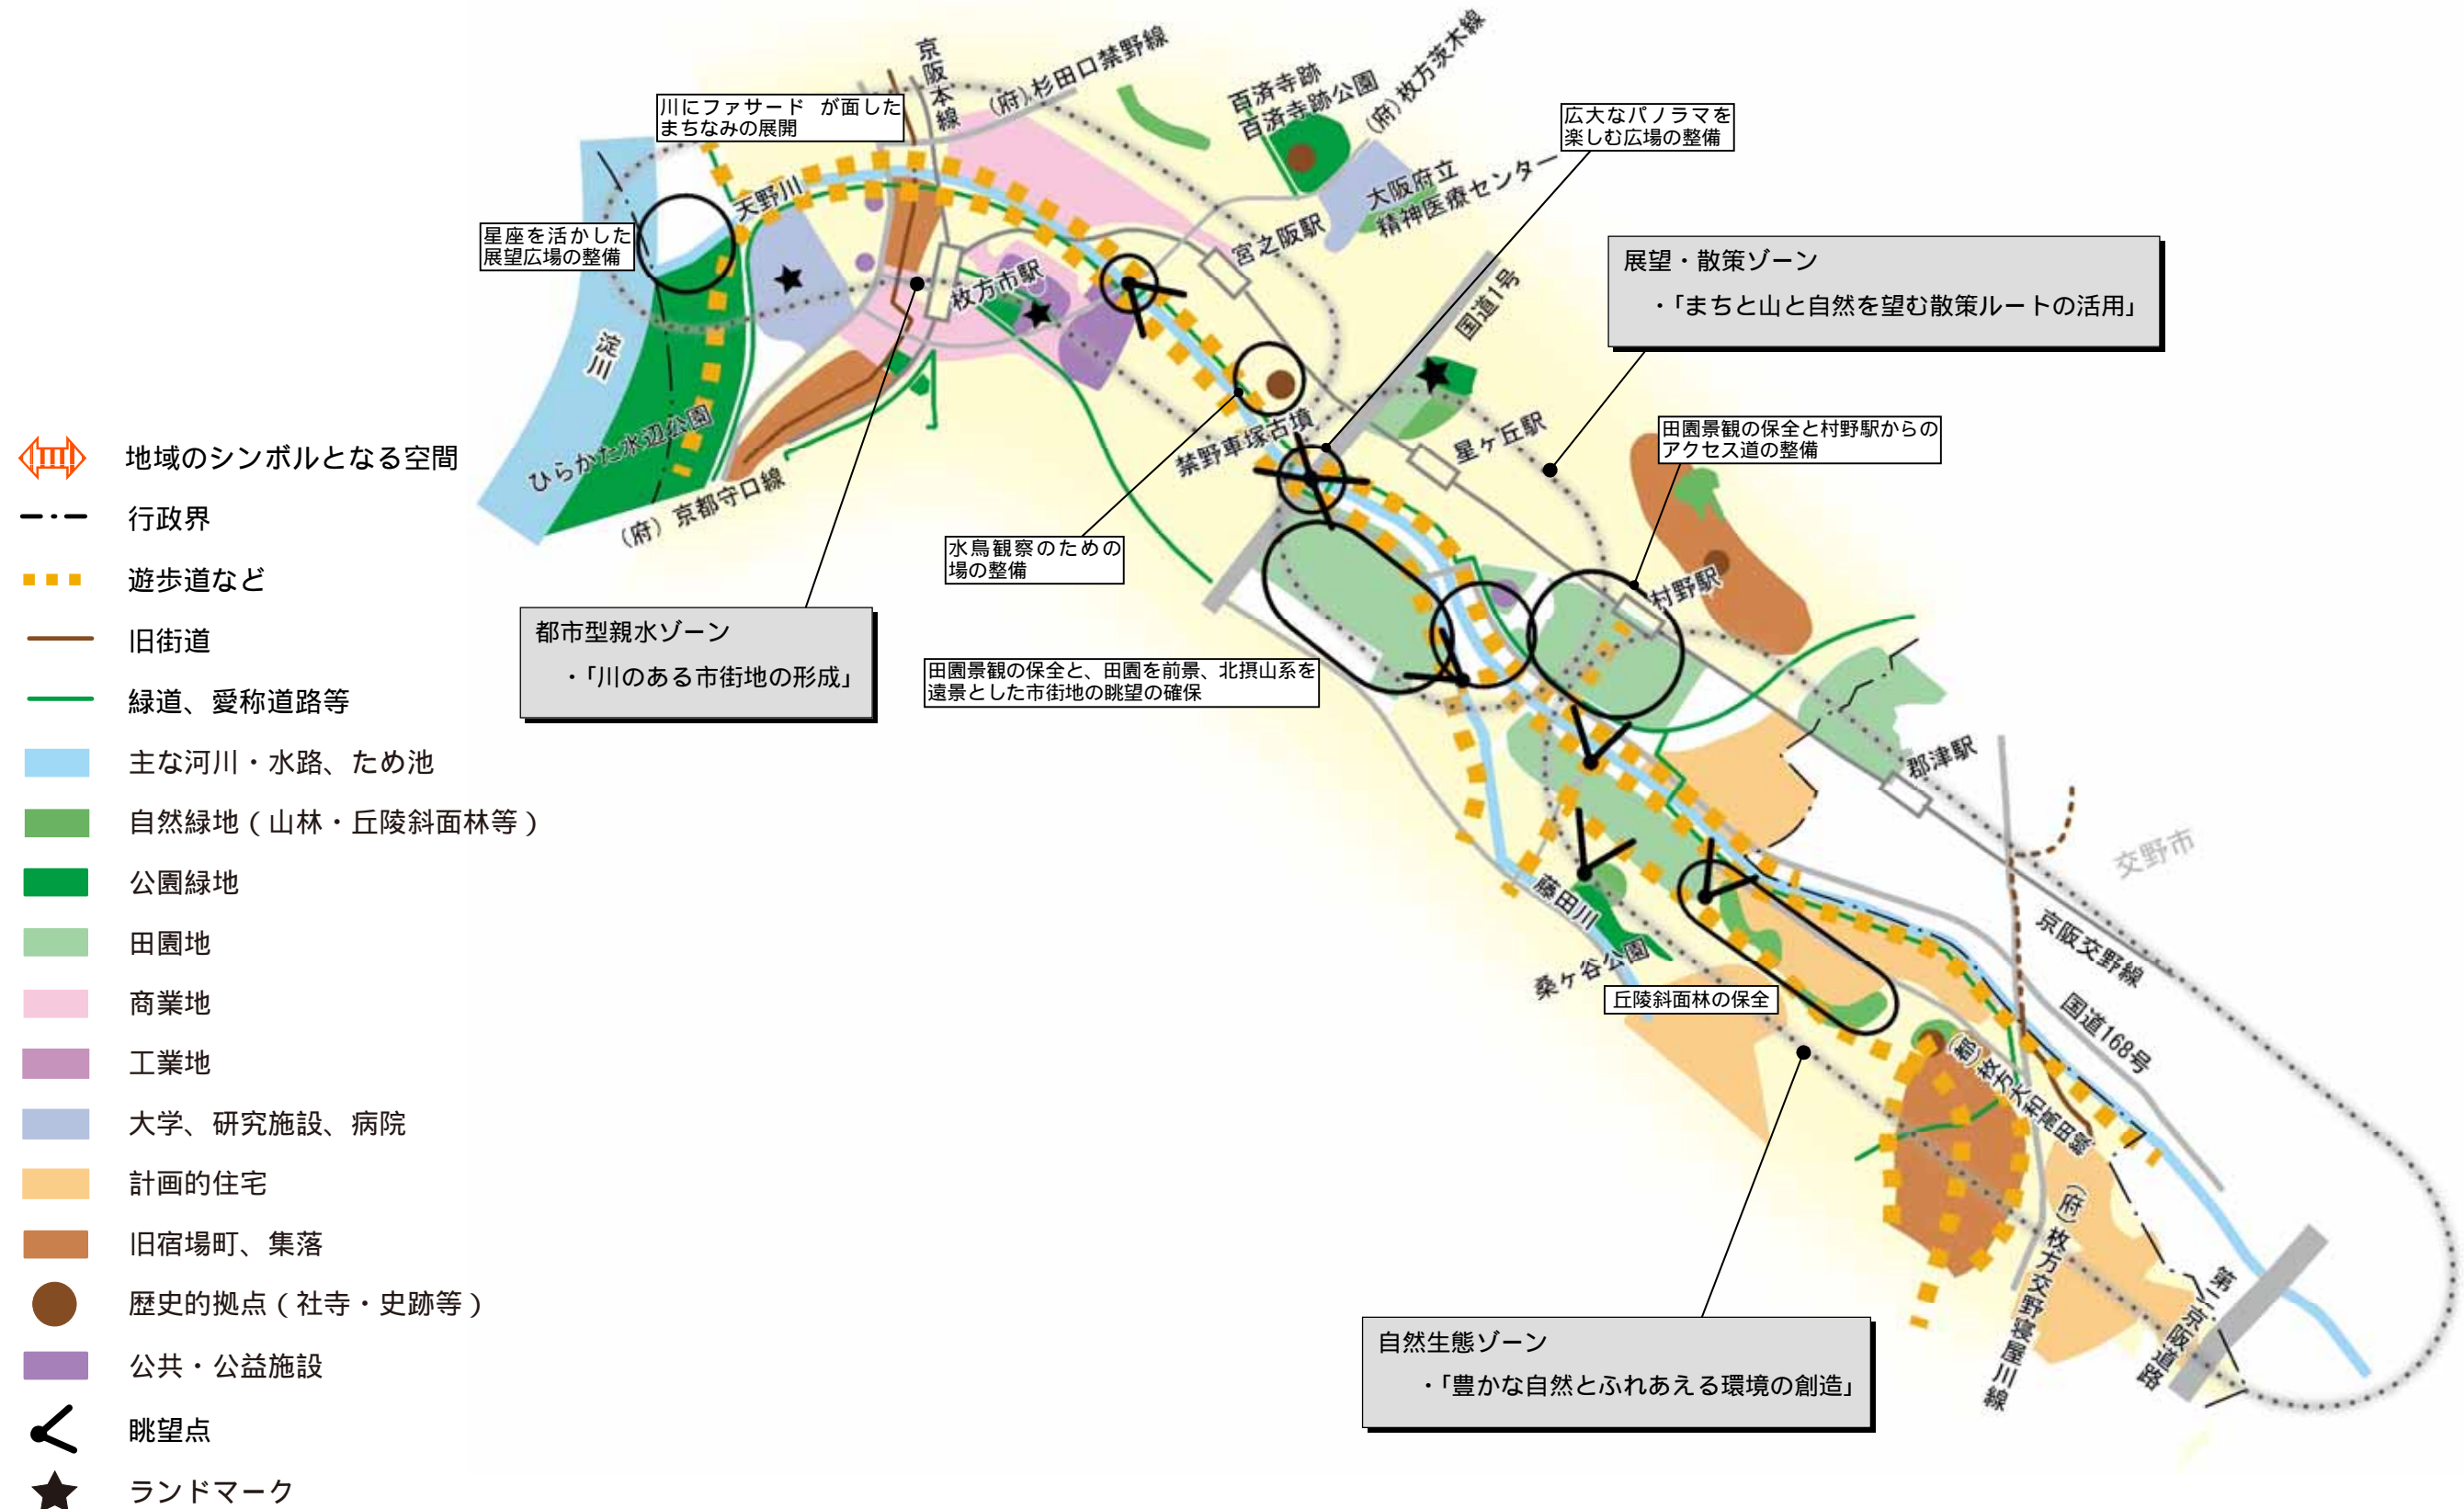 京阪本線
(府)杉田口禁野線
百済寺跡
百済寺跡公園
(府)枚方茨木線
川にファサード　が面した
まちなみの展開
広大なパノラマを
楽しむ広場の整備
大阪府立
精神医療センター
天野川
星座を活かした
展望広場の整備
宮之阪駅
枚方市駅
国道1号
展望・散策ゾーン
・「まちと山と自然を望む散策ルートの活用」
淀川
ひらかた水辺公園
(府)京都守口線
禁野車塚古墳
星ヶ丘駅
田園景観の保全と村野駅からの
アクセス道の整備
水鳥観察のための
場の整備
村野駅
都市型親水ゾーン
・「川のある市街地の形成」
田園景観の保全と、田園を前景、北摂山系を
遠景とした市街地の眺望の確保
郡津駅
交野市
藤田川
桑ヶ谷公園
京阪交野線
国道168号
丘陵斜面林の保全
(都)枚方大和高田線
(府)枚方交野寝屋川線
第二京阪道路
自然生態ゾーン
・「豊かな自然とふれあえる環境の創造」
地域のシンボルとなる空間
行政界
遊歩道など
旧街道
緑道、愛称道路等
主な河川・水路、ため池
自然緑地（山林・丘陵斜面林等）
公園緑地
田園地
商業地
工業地
大学、研究施設、病院
計画的住宅
旧宿場町、集落
歴史的拠点（社寺・史跡等）
公共・公益施設
眺望点
ランドマーク